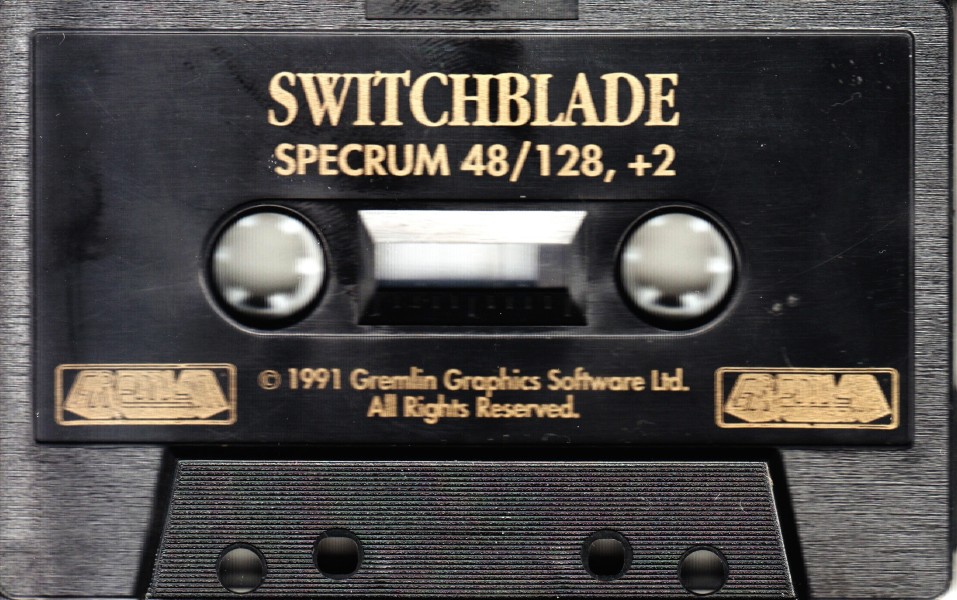 SWITCHBLADE
SPECRUM 48/128, +2
© 1991 Gremlin Graphics Software Ltd.
All Rights Reserved.